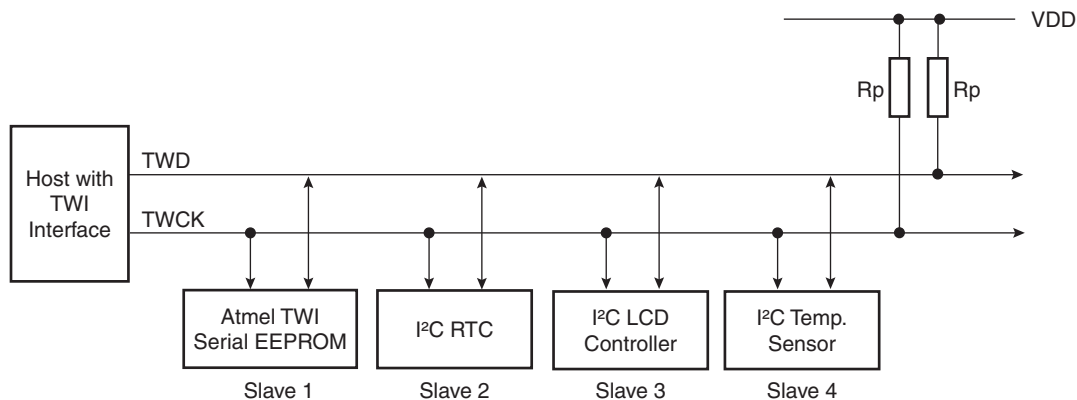 VDD
Rp
Rp
Host with
TWI
Interface
TWD
TWCK
Atmel TWI
Serial EEPROM
I²C RTC
I²C LCD
Controller
I²C Temp.
Sensor
Slave 1
Slave 2
Slave 3
Slave 4